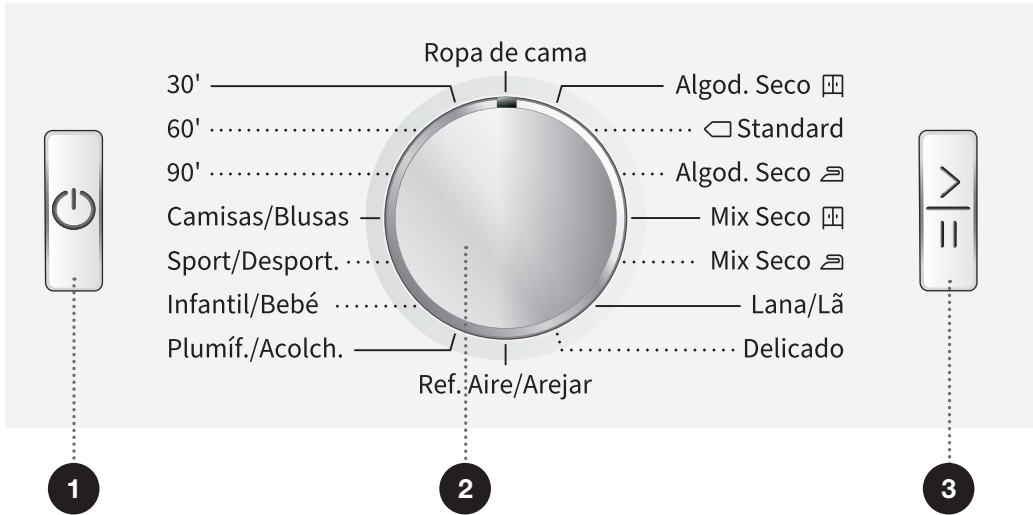 Ropa de cama
30'
60'
90'
Camisas/Blusas
Sport/Desport.
Infantil/Bebé
Plumíf./Acolch.
Algod. Seco
Standard
Algod. Seco
Mix Seco
Mix Seco
Lana/Lã
Delicado
Ref. Aire/Arejar
1
2
3